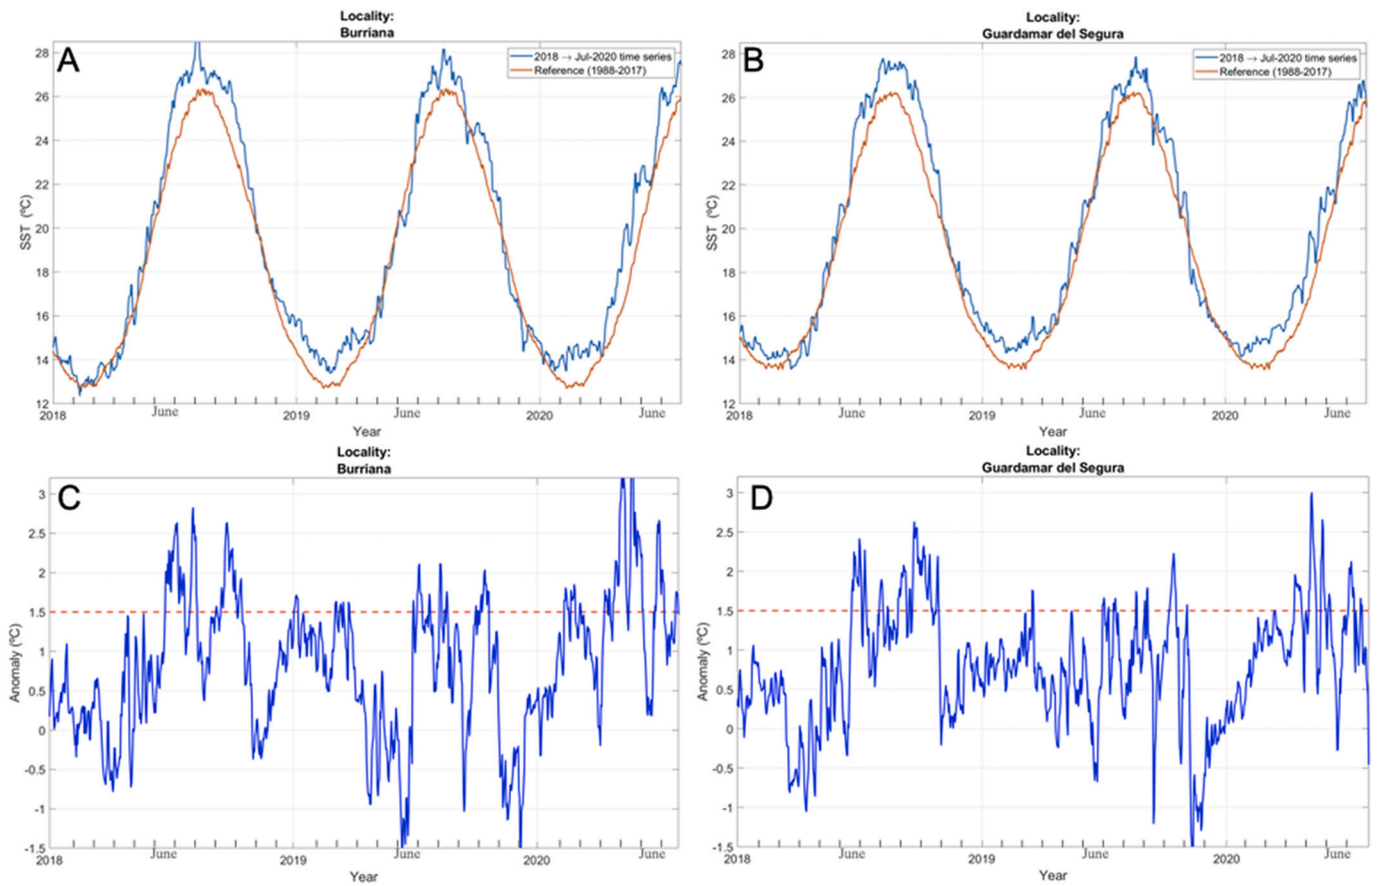 Locality:
Burriana
A
2018 → Jul-2020 time series
Reference (1988-2017)
28
26
24
22
20
18
16
14
12
SST (ºC)
2018 June 2019 June 2020 June
Year
Locality:
Guardamar del Segura
B
2018 → Jul-2020 time series
Reference (1988-2017)
28
26
24
22
20
18
16
14
12
SST (ºC)
2018 June 2019 June 2020 June
Year
Locality:
Burriana
C
3
2.5
2
1.5
1
0.5
0
-0.5
-1
-1.5
Anomaly (ºC)
2018 June 2019 June 2020 June
Year
Locality:
Guardamar del Segura
D
3
2.5
2
1.5
1
0.5
0
-0.5
-1
-1.5
Anomaly (ºC)
2018 June 2019 June 2020 June
Year